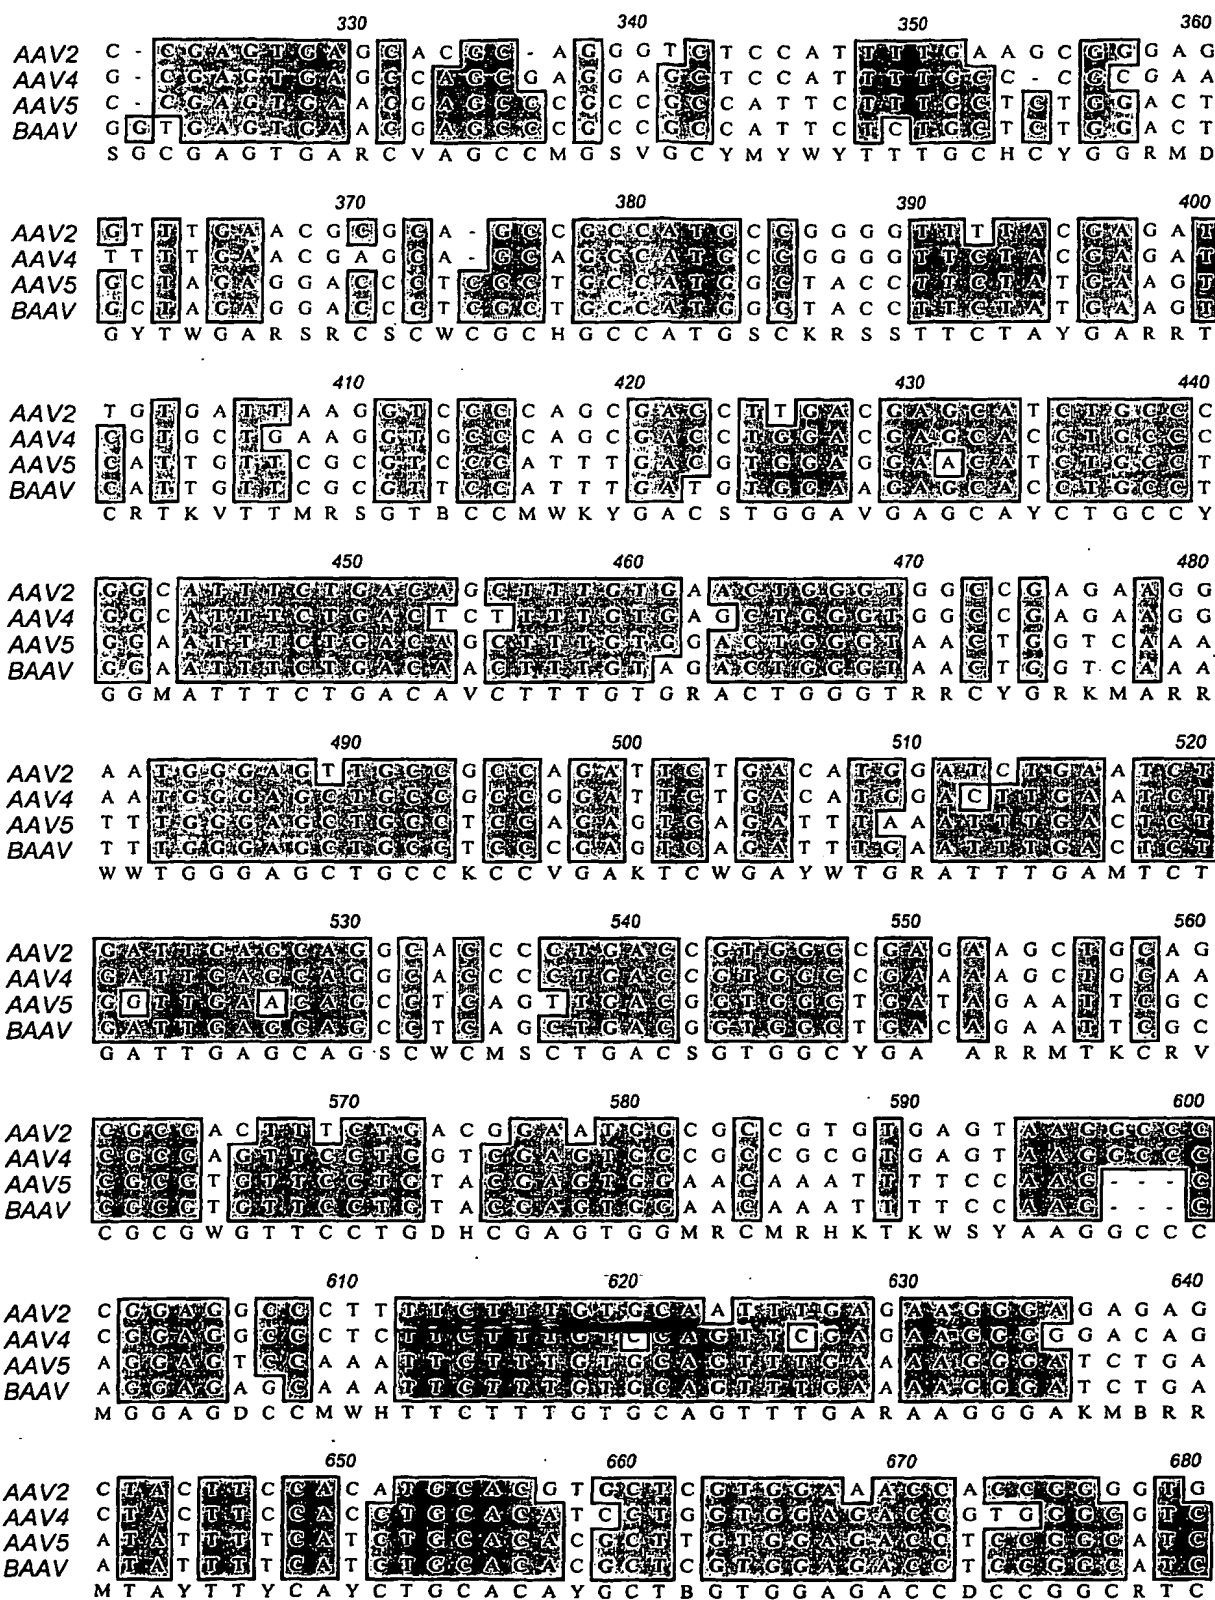 330 340 350 360
AAV2 C - C G A G T G A G C A C G C - A G G G T G T C C A T T T T G A A G C G G G A G
AAV4 G - C G A G T G A G G C A G C G A G G A G C T C C A T T T T G C C - C G C G A A
AAV5 C - C G A G T G A A G G A G C C C G C C G C C A T T C T T T G C T C T G G A C T
BAAV G G T G A G T G A A C G A G C C C G C C G C C A T T C T C T G C T C T G G A C T
S G C G A G T G A R C V A G C C M G S V G C Y M Y W Y T T T G C H C Y G G R M D
370 380 390 400
AAV2 G T T T G A A C G C G C A - G C C G C C A T G C C G G G G T T T T A C G A G A T
AAV4 T T T T G A A C G A G C A - G C A G C C A T G C C G G G G T T C T A C G A G A T
AAV5 G C T A G A G G A C C C T C G C T G C C A T G G C T A C C T T C T A T G A A G T
BAAV G C T A G A G G A C C C T C G C T G C C A T G G C T A C C T T C T A T G A A G T
G Y T W G A R S R C S C W C G C H G C C A T G S C K R S S T T C T A Y G A R R T
410 420 430 440
AAV2 T G T G A T T A A G G T C C C C A G C G A G C T T G A C G A G C A T C T G C C C
AAV4 C G T G C T G A A G G T G C C C A G C G A C C T G G A C G A G C A C C T G C C C
AAV5 C A T T G T T C G C G T C C C A T T T G A C G T G G A G G A A C A T C T G C C T
BAAV C A T T G T T C G C G T T C C A T T T G A T G T G G A A G A G C A C C T G C C T
C R T K V T T M R S G T B C C M W K Y G A C S T G G A V G A G C A Y C T G C C Y
450 460 470 480
AAV2 G G C A T T T C T G A C A G C T T T G T G A A C T G G G T G G C C G A G A A G G
AAV4 G G C A T T T C T G A C T C T T T T G T G A G C T G G G T G G C C G A G A A G G
AAV5 G G A A T T T C T G A C A G C T T T G T G G A C T G G G T A A C T G G T C A A A
BAAV G G A A T T T C T G A C A A C T T T G T A G A C T G G G T A A C T G G T C A A A
G G M A T T T C T G A C A V C T T T G T G R A C T G G G T R R C Y G R K M A R R
490 500 510 520
AAV2 A A T G G G A G T T G C C G C C A G A T T C T G A C A T G G A T C T G A A T C T
AAV4 A A T G G G A G C T G C C G C C G G A T T C T G A C A T G G A C T T G A A T C T
AAV5 T T T G G G A G C T G C C T C C A G A G T C A G A T T T A A A T T T G A C T C T
BAAV T T T G G G A G C T G C C T C C C G A G T C A G A T T T G A A T T T G A C T C T
W W T G G G A G C T G C C K C C V G A K T C W G A Y W T G R A T T T G A M T C T
530 540 550 560
AAV2 G A T T G A G C A G G C A C C C C T G A C C G T G G C C G A G A A G C T G C A G
AAV4 G A T T G A G C A G G C A C C C C T G A C C G T G G C C G A A A A G C T G C A A
AAV5 G G T T G A A C A G C C T C A G T T G A C G G T G G C T G A T A G A A T T C G C
BAAV G A T T G A G C A G C C T C A G C T G A C G G T G G C T G A C A G A A T T C G C
G A T T G A G C A G S C W C M S C T G A C S G T G G C Y G A A R R M T K C R V
570 580 590 600
AAV2 C G C G A C T T T C T G A C G G A A T G G C G C C G T G T G A G T A A G G C C C
AAV4 C G C G A G T T C C T G G T C G A G T G G C G C C G C G T G A G T A A G G C C C
AAV5 C G C G T G T T C C T G T A C G A G T G G A A C A A A T T T T C C A A G - - - C
BAAV C G C G T G T T C C T G T A C G A G T G G A A C A A A T T T T C C A A G - - - C
C G C G W G T T C C T G D H C G A G T G G M R C M R H K T K W S Y A A G G C C C
610 620 630 640
AAV2 C G G A G G C C C T T T T C T T T G T G C A A T T T G A G A A G G G A G A G A G
AAV4 C G G A G G C G C T C T T C T T T G T C C A G T T C G A G A A G G G G G A C A G
AAV5 A G G A G T C C A A A T T C T T T G T G C A G T T T G A A A A G G G A T C T G A
BAAV A G G A G A G C A A A T T C T T T G T G C A G T T T G A A A A G G G A T C T G A
M G G A G D C C M W H T T C T T T G T G C A G T T T G A R A A G G G A K M B R R
650 660 670 680
AAV2 C T A C T T C C A C A T G C A C G T G C T C G T G G A A A C C A C C G G G G T G
AAV4 C T A C T T C C A C C T G C A C A T C C T G G T G G A G A C C G T G G G C G T C
AAV5 A T A T T T T C A T C T G C A C A C G C T T G T G G A G A C C T C C G G C A T C
BAAV A T A T T T T C A T C T G C A C A C G C T C G T G G A G A C C T C C G G C A T C
M T A Y T T Y C A Y C T G C A C A Y G C T B G T G G A G A C C D C C G G C R T C